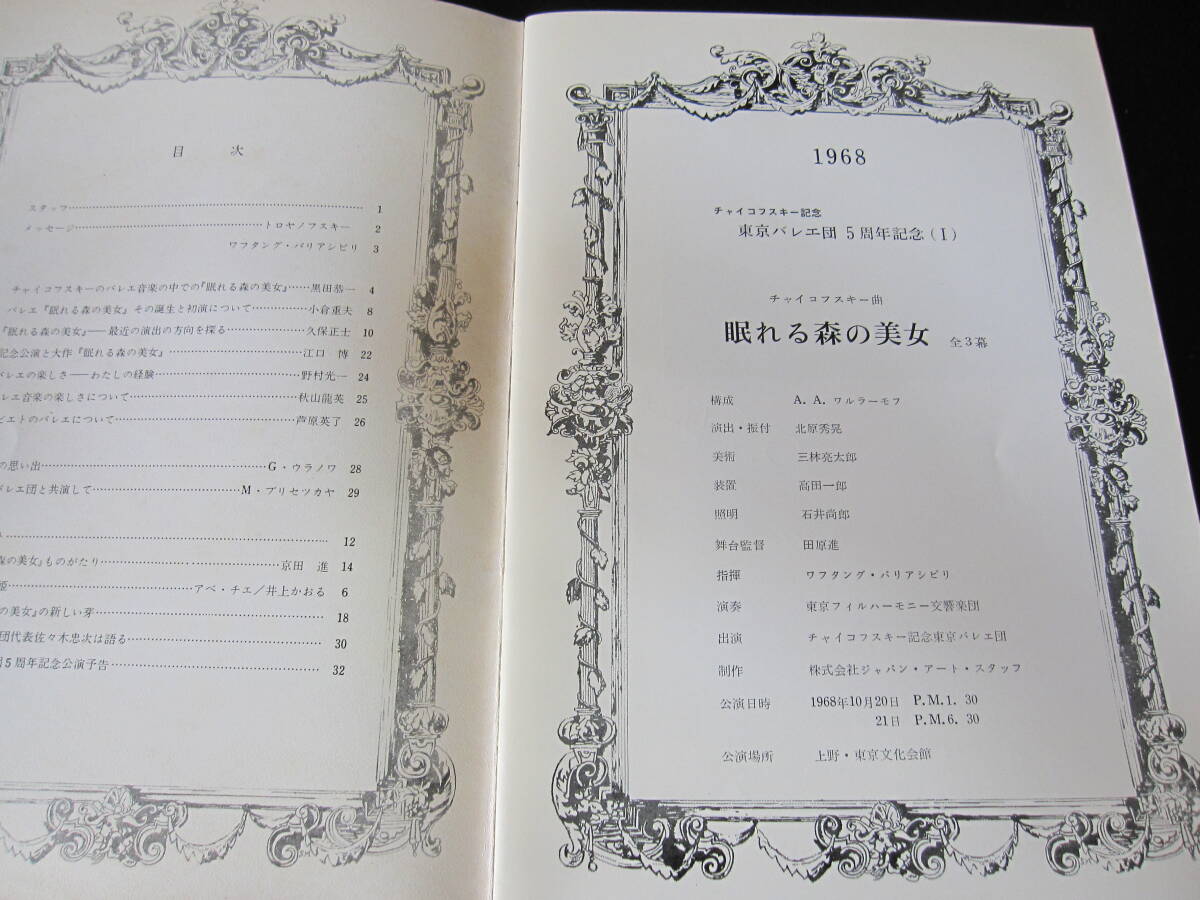 目次
スタッフ 1
メッセージ トロヤノフスキー 2
ワフタング・バリアシビリ 3
チャイコフスキーのバレエ音楽の中での『眠れる森の美女』 黒田恭一 4
バレエ『眠れる森の美女』その誕生と初演について 小倉重夫 8
『眠れる森の美女』――最近の演出の方向を探る 久保正士 10
記念公演と大作『眠れる森の美女』 江口博 22
バレエの楽しさ――わたしの経験 野村光一 24
レエ音楽の楽しさについて 秋山龍英 25
ビエトのバレエについて 芦原英了 26
の思い出 G・ウラノワ 28
バレエ団と共演して M・プリセツカヤ 29
12
森の美女』ものがたり 京田進 14
姫 アベ・チエ/井上かおる 6
の美女』の新しい芽 18
団代表佐々木忠次は語る 30
団5周年記念公演予告 32
1968
チャイコフスキー記念
東京バレエ団 5周年記念(I)
チャイコフスキー曲
眠れる森の美女 全3幕
構成 A. A. ワルラーモフ
演出・振付 北原秀晃
美術 三林亮太郎
装置 高田一郎
照明 石井尚郎
舞台監督 田原進
指揮 ワフタング・バリアシビリ
演奏 東京フィルハーモニー交響楽団
出演 チャイコフスキー記念東京バレエ団
制作 株式会社ジャパン・アート・スタッフ
公演日時 1968年10月20日 P.M.1.30
21日 P.M.6.30
公演場所 上野・東京文化会館